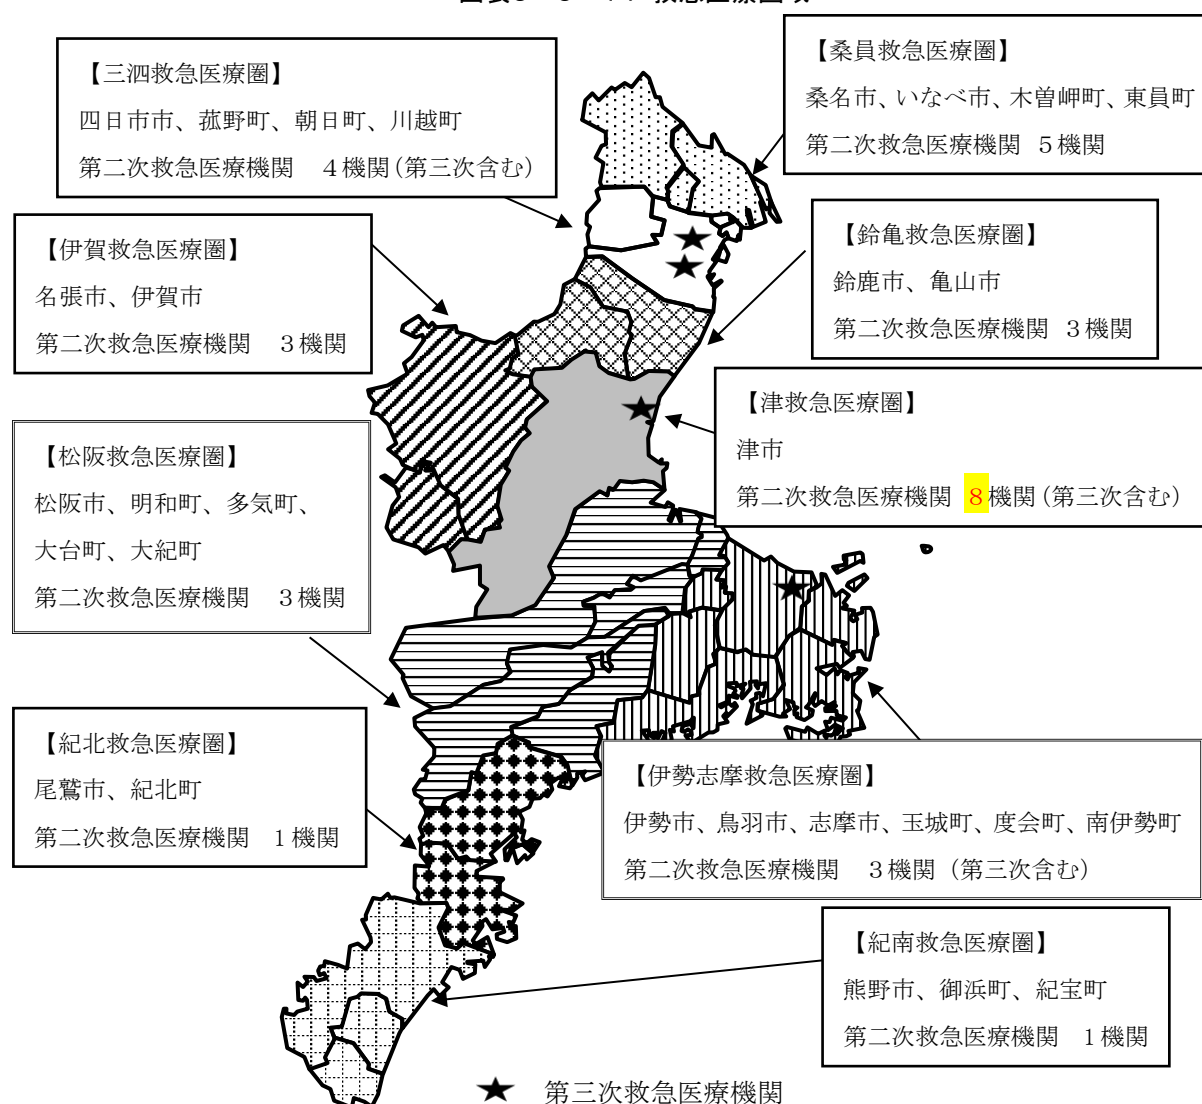 【三泗救急医療圏】
四日市市、菰野町、朝日町、川越町
第二次救急医療機関　４機関（第三次含む）
【桑員救急医療圏】
桑名市、いなべ市、木曽岬町、東員町
第二次救急医療機関　５機関
【伊賀救急医療圏】
名張市、伊賀市
第二次救急医療機関　３機関
【鈴亀救急医療圏】
鈴鹿市、亀山市
第二次救急医療機関　３機関
【津救急医療圏】
津市
第二次救急医療機関　８機関（第三次含む）
【松阪救急医療圏】
松阪市、明和町、多気町、
大台町、大紀町
第二次救急医療機関　３機関
【紀北救急医療圏】
尾鷲市、紀北町
第二次救急医療機関　１機関
【伊勢志摩救急医療圏】
伊勢市、鳥羽市、志摩市、玉城町、度会町、南伊勢町
第二次救急医療機関　３機関（第三次含む）
【紀南救急医療圏】
熊野市、御浜町、紀宝町
第二次救急医療機関　１機関
★　第三次救急医療機関